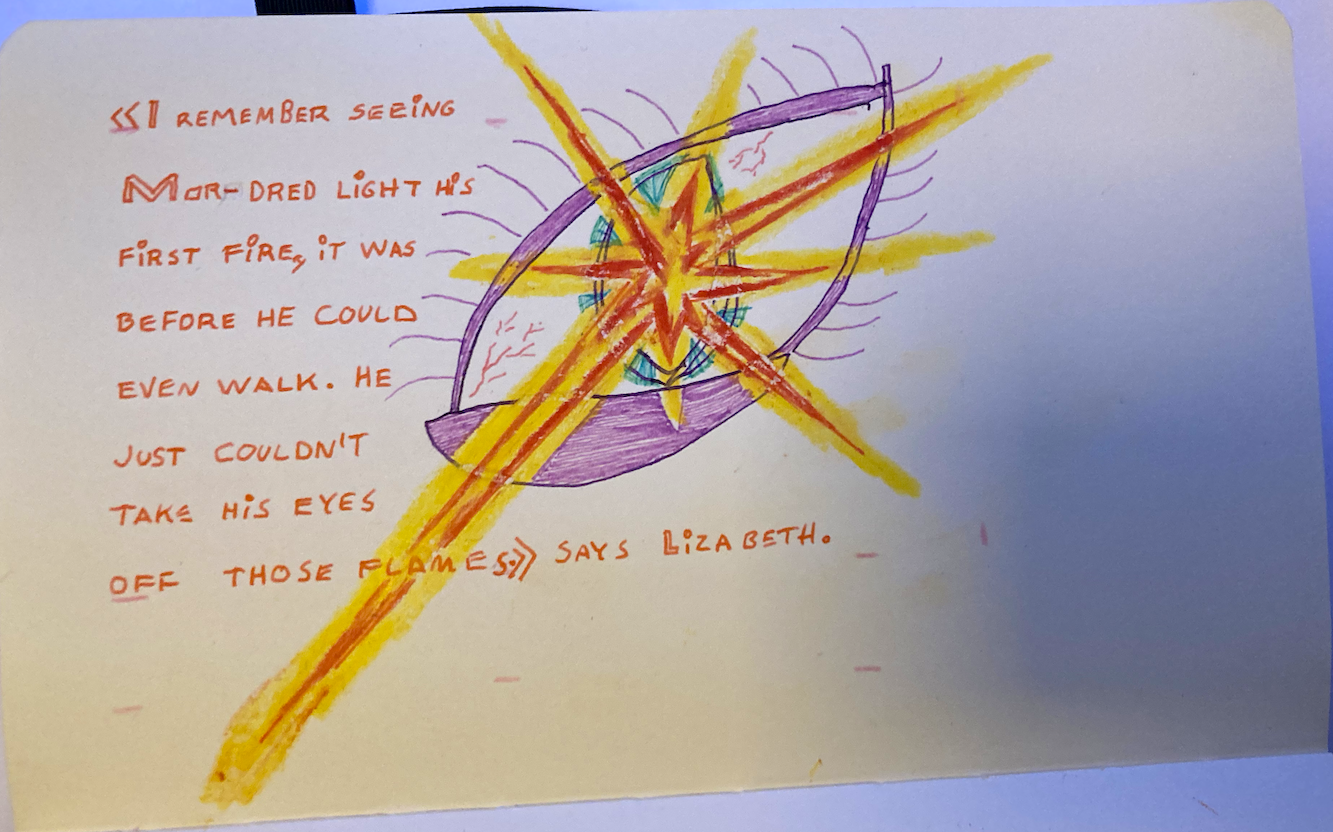 «I REMEMBER SEEING
MOR-DRED LIGHT HIS
FIRST FIRE, IT WAS
BEFORE HE COULD
EVEN WALK. HE
JUST COULDN'T
TAKE HIS EYES
OFF THOSE FLAMES.» SAYS LIZABETH.